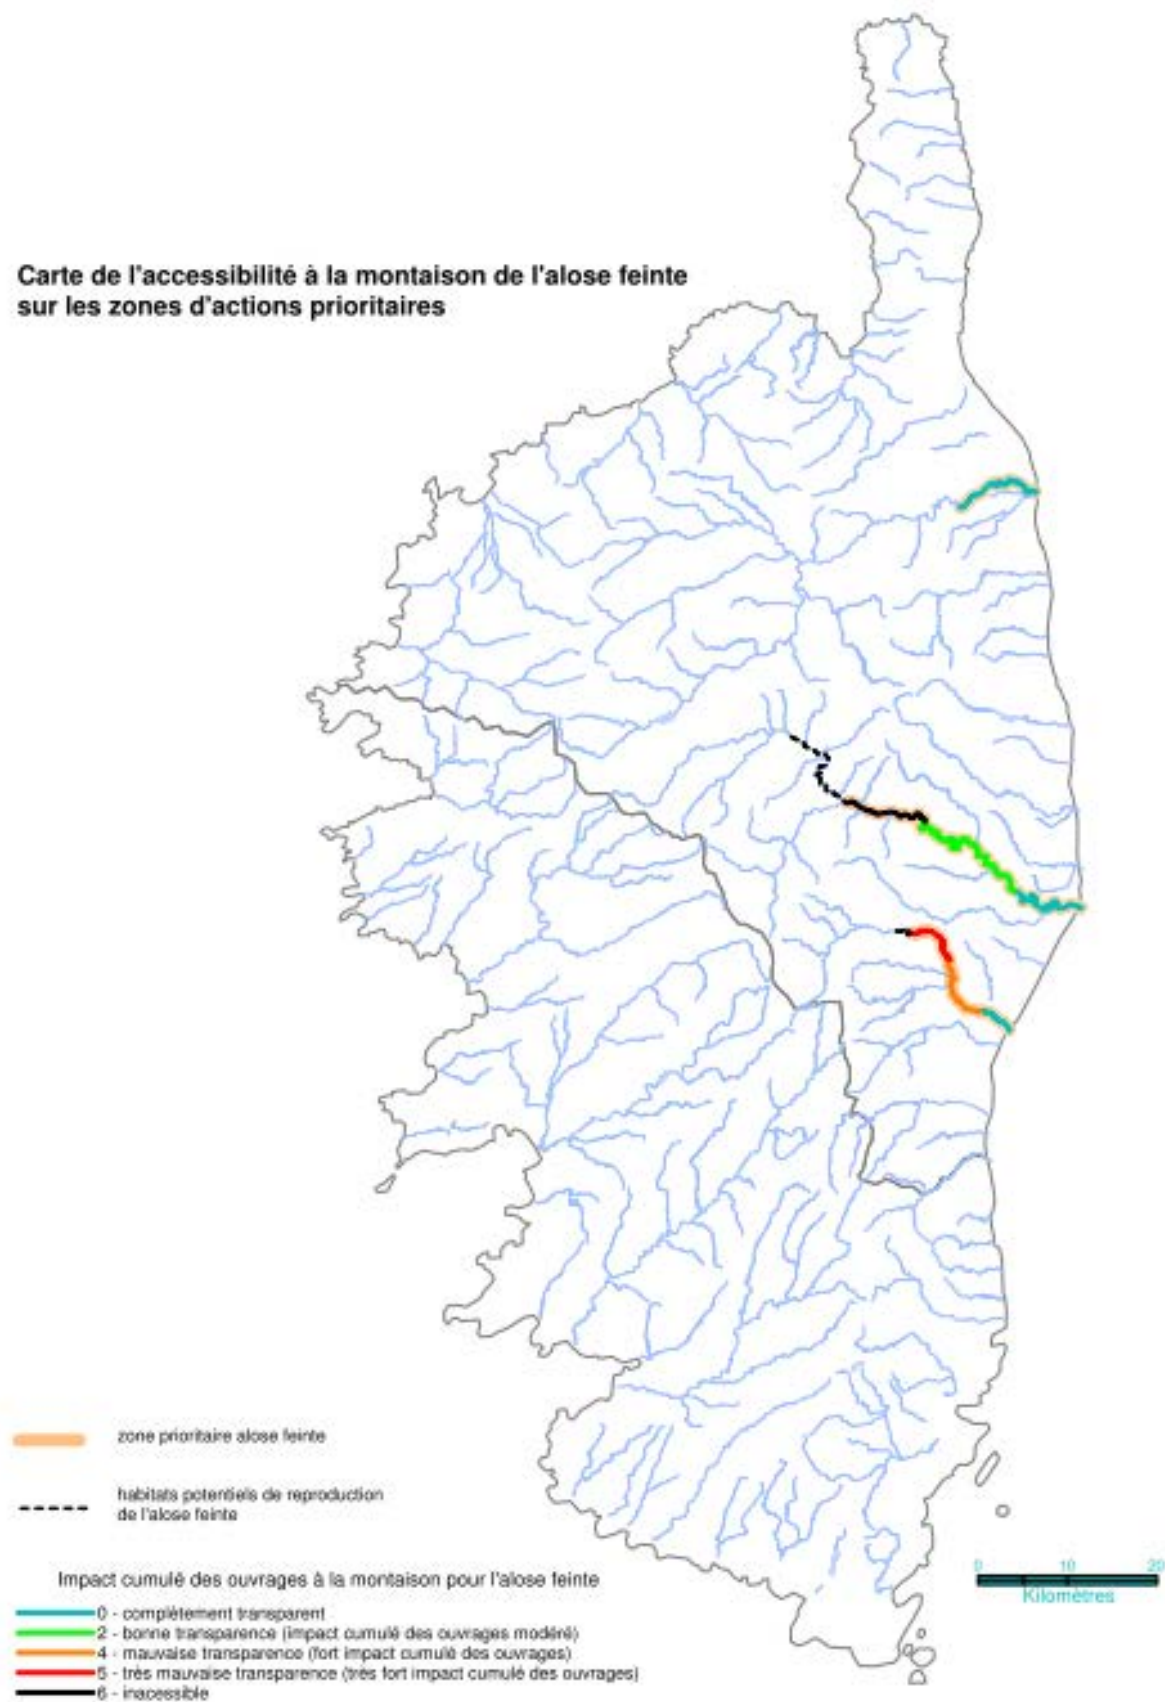 Carte de l'accessibilité à la montaison de l'alose feinte
sur les zones d'actions prioritaires
zone prioritaire alose feinte
habitats potentiels de reproduction
de l'alose feinte
Impact cumulé des ouvrages à la montaison pour l'alose feinte
0 - complètement transparent
2 - bonne transparence (impact cumulé des ouvrages modéré)
4 - mauvaise transparence (fort impact cumulé des ouvrages)
5 - très mauvaise transparence (très fort impact cumulé des ouvrages)
6 - inacessible
0 10 20
Kilomètres